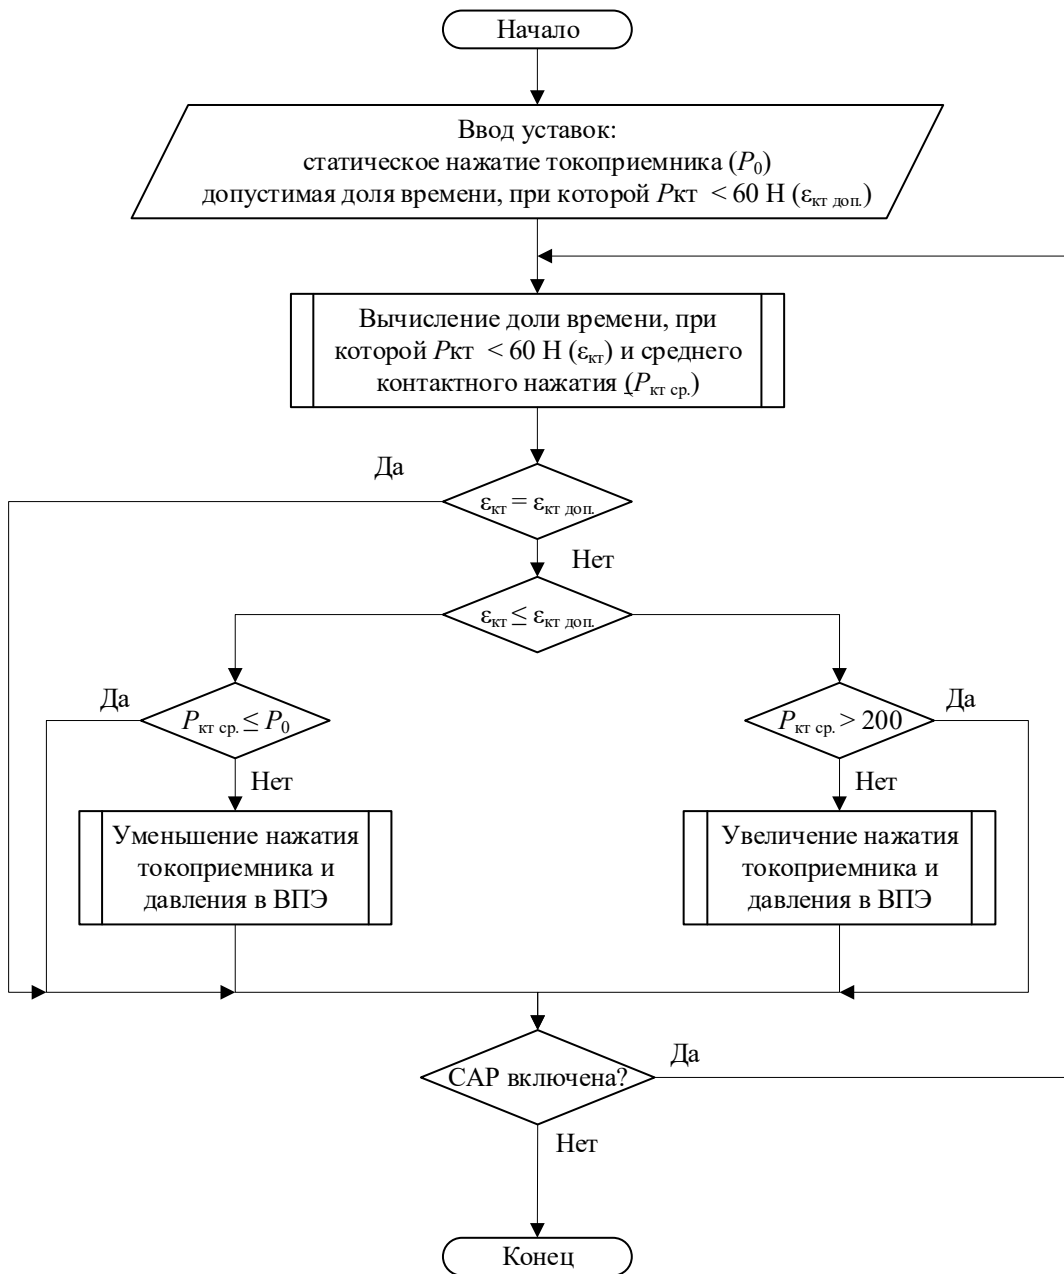 Начало
Ввод уставок:
статическое нажатие токоприемника (P₀)
допустимая доля времени, при которой Pкт < 60 Н (εкт доп.)
Вычисление доли времени, при
которой Pкт < 60 Н (εкт) и среднего
контактного нажатия (Pкт ср.)
Да
εкт = εкт доп.
Нет
εкт ≤ εкт доп.
Да
Pкт ср. ≤ P₀
Pкт ср. > 200
Да
Нет
Нет
Уменьшение нажатия
токоприемника и
давления в ВПЭ
Увеличение нажатия
токоприемника и
давления в ВПЭ
САР включена?
Да
Нет
Конец